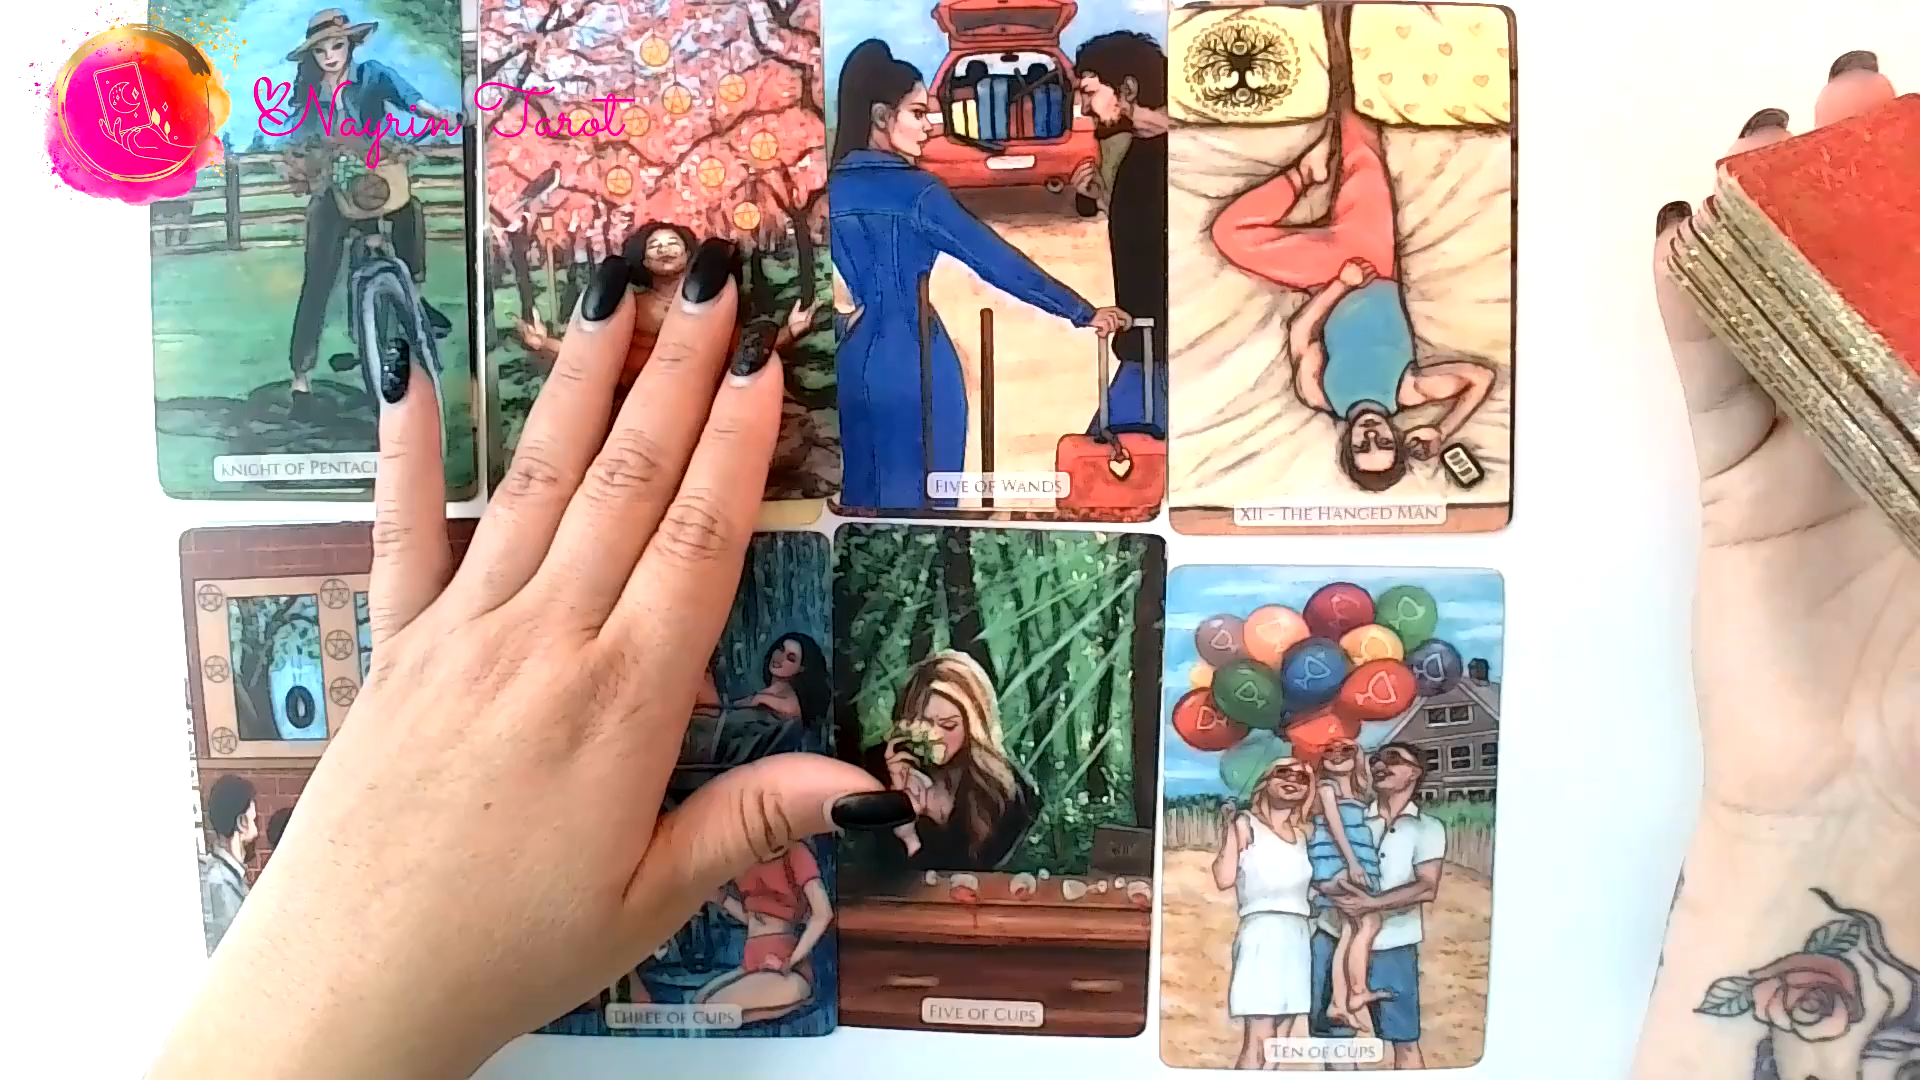 Nayrin Tarot
KNIGHT OF PENTAC
FIVE OF WANDS
XII - THE HANGED MAN
THREE OF CUPS
FIVE OF CUPS
TEN OF CUPS